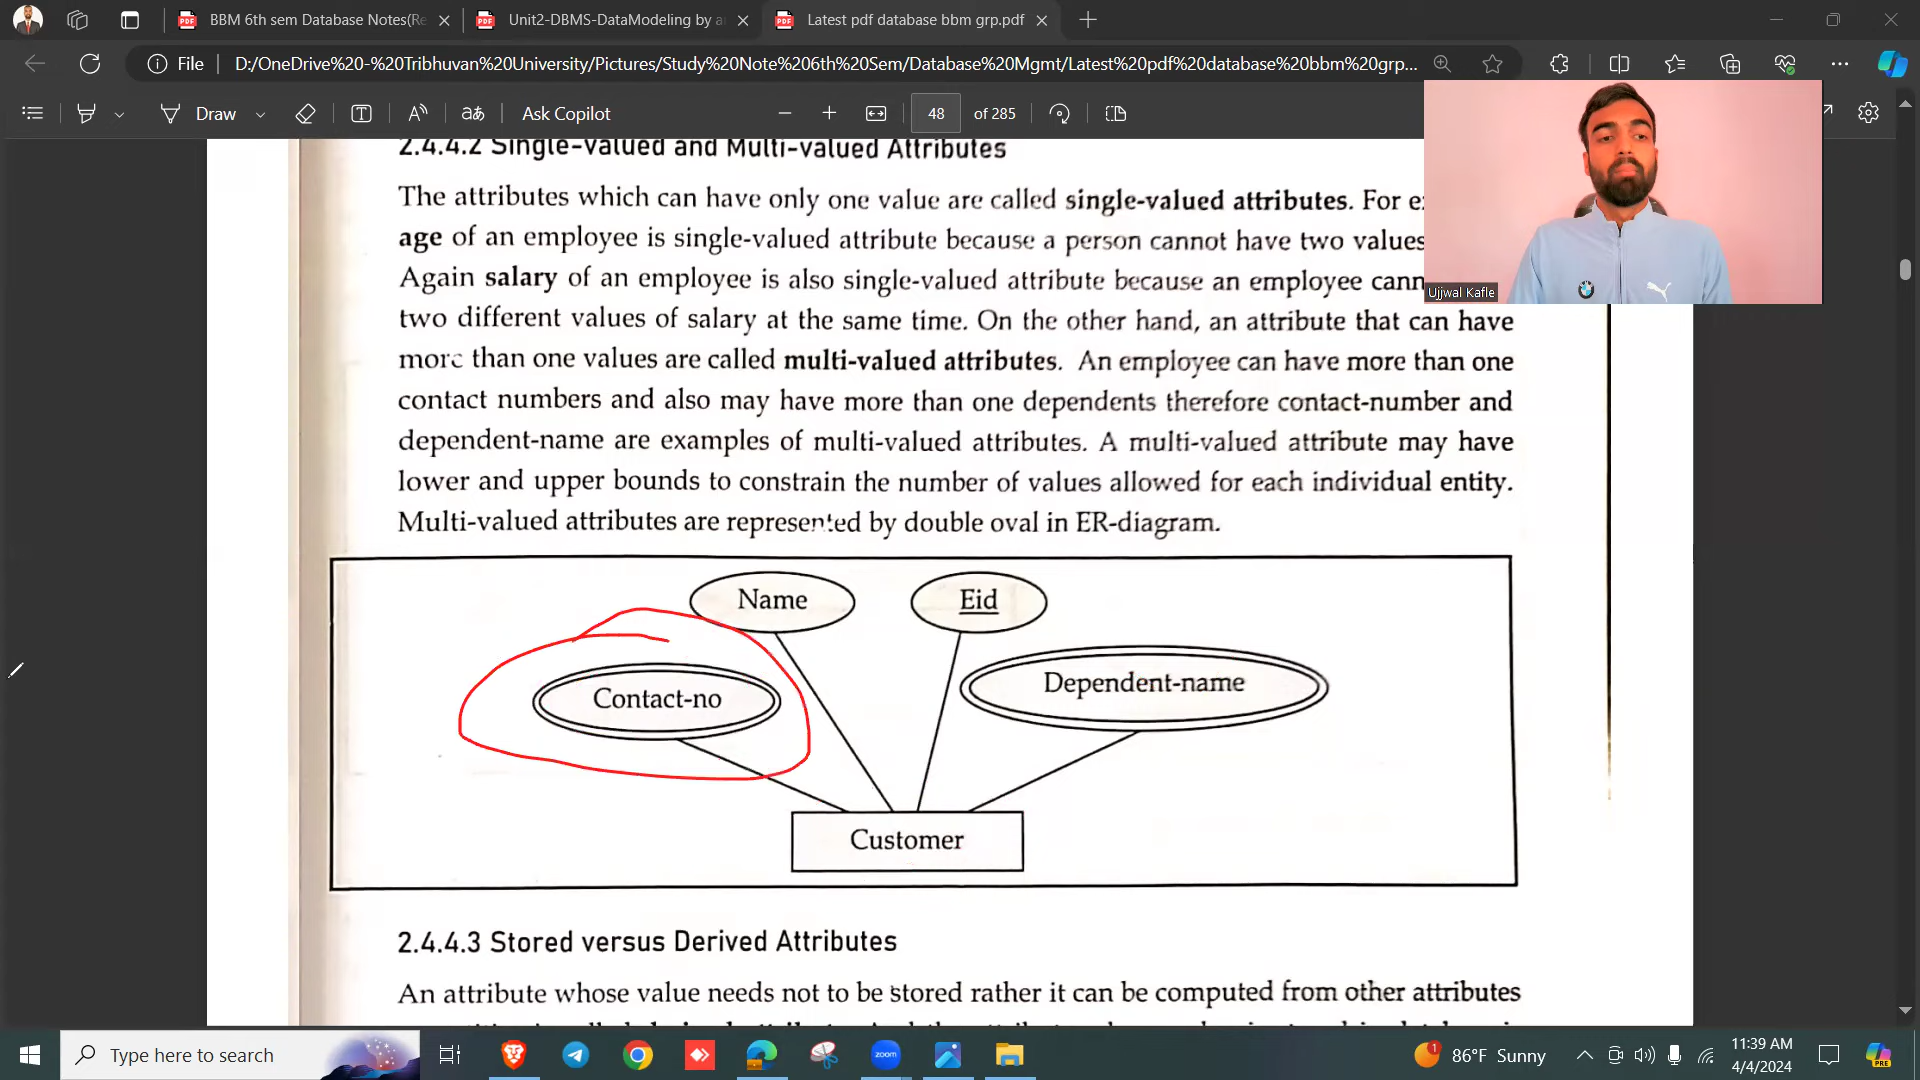 BBM 6th sem Database Notes(Re
Unit2-DBMS-DataModeling by a
Latest pdf database bbm grp.pdf
File
D:/OneDrive%20-%20Tribhuvan%20University/Pictures/Study%20Note%206th%20Sem/Database%20Mgmt/Latest%20pdf%20database%20bbm%20grp...
Draw
Ask Copilot
48 of 285
2.4.4.2 Single-valued and Multi-valued Attributes
The attributes which can have only one value are called single-valued attributes. For
age of an employee is single-valued attribute because a person cannot have two values
Again salary of an employee is also single-valued attribute because an employee
two different values of salary at the same time. On the other hand, an attribute that can have
more than one values are called multi-valued attributes. An employee can have more than one
contact numbers and also may have more than one dependents therefore contact-number and
dependent-name are examples of multi-valued attributes. A multi-valued attribute may have
lower and upper bounds to constrain the number of values allowed for each individual entity.
Multi-valued attributes are represented by double oval in ER-diagram.
Name
Eid
Contact-no
Dependent-name
Customer
2.4.4.3 Stored versus Derived Attributes
An attribute whose value needs not to be stored rather it can be computed from other attributes
Ujjwal Kafle
BMW
PUMA
Type here to search
zoom
1
86°F Sunny
11:39 AM
4/4/2024
PRE